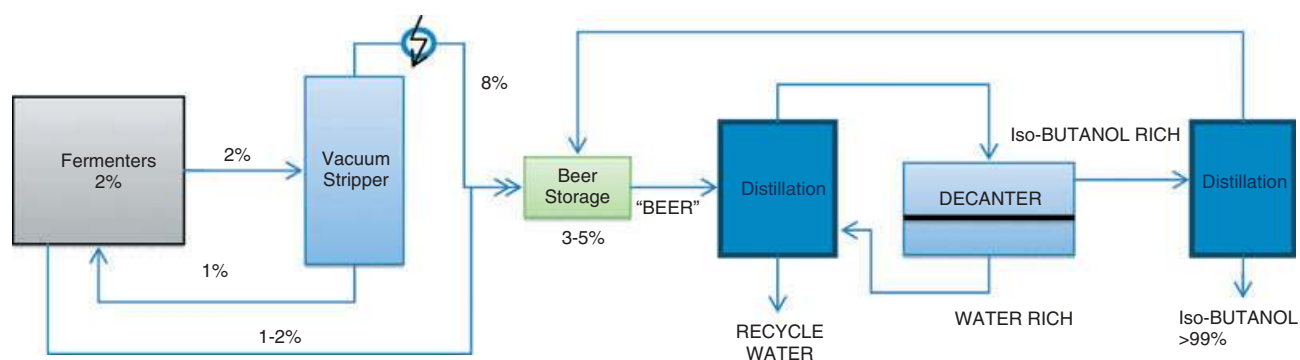 Fermenters
2%
2%
Vacuum
Stripper
1%
1-2%
8%
Beer
Storage
3-5%
“BEER”
Distillation
RECYCLE
WATER
DECANTER
WATER RICH
Iso-BUTANOL RICH
Distillation
Iso-BUTANOL
>99%